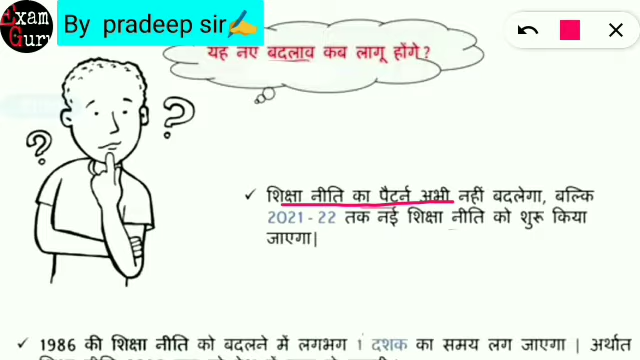 Exam
Guru
By pradeep sir✍
यह नए बदलाव कब लागू होंगे?
?
?
✓ शिक्षा नीति का पैटर्न अभी नहीं बदलेगा, बल्कि
2021-22 तक नई शिक्षा नीति को शुरू किया
जाएगा|
✓ 1986 की शिक्षा नीति को बदलने में लगभग 1 दशक का समय लग जाएगा | अर्थात